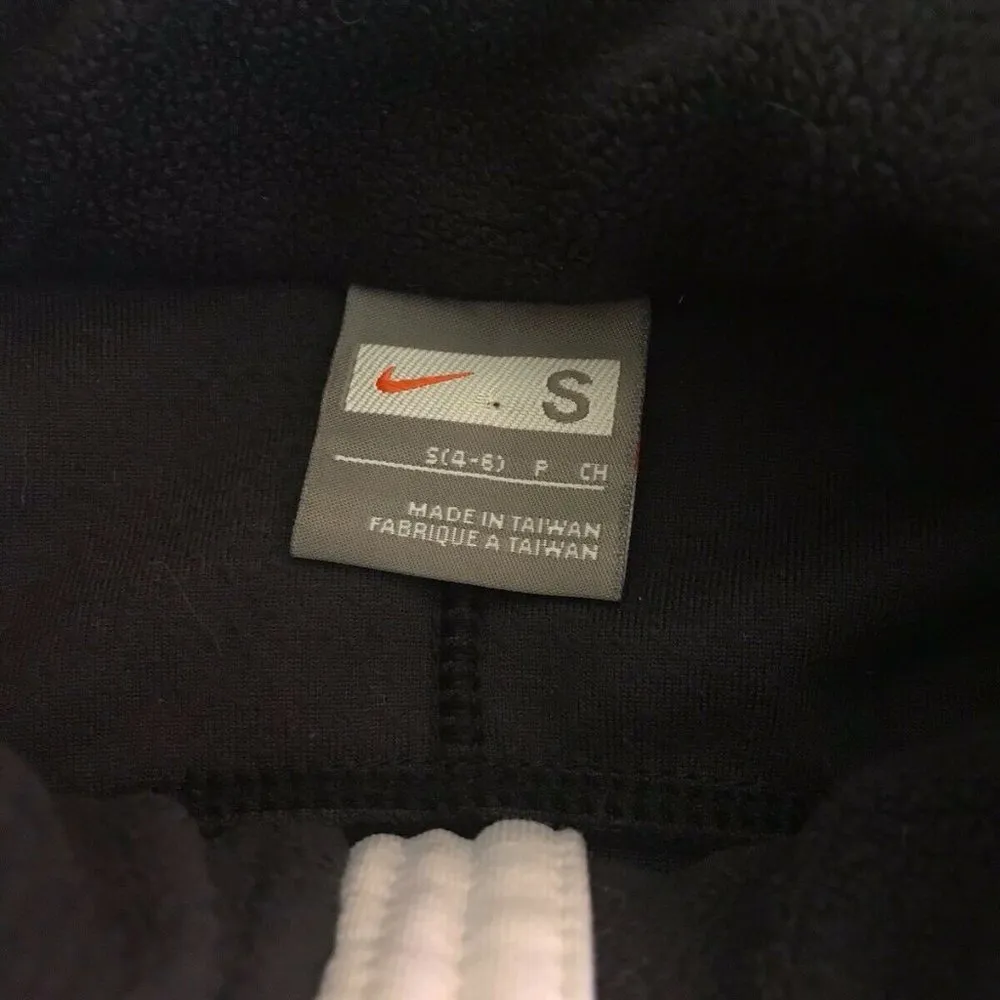 S
S(4-6) P CH
MADE IN TAIWAN
FABRIQUE A TAIWAN